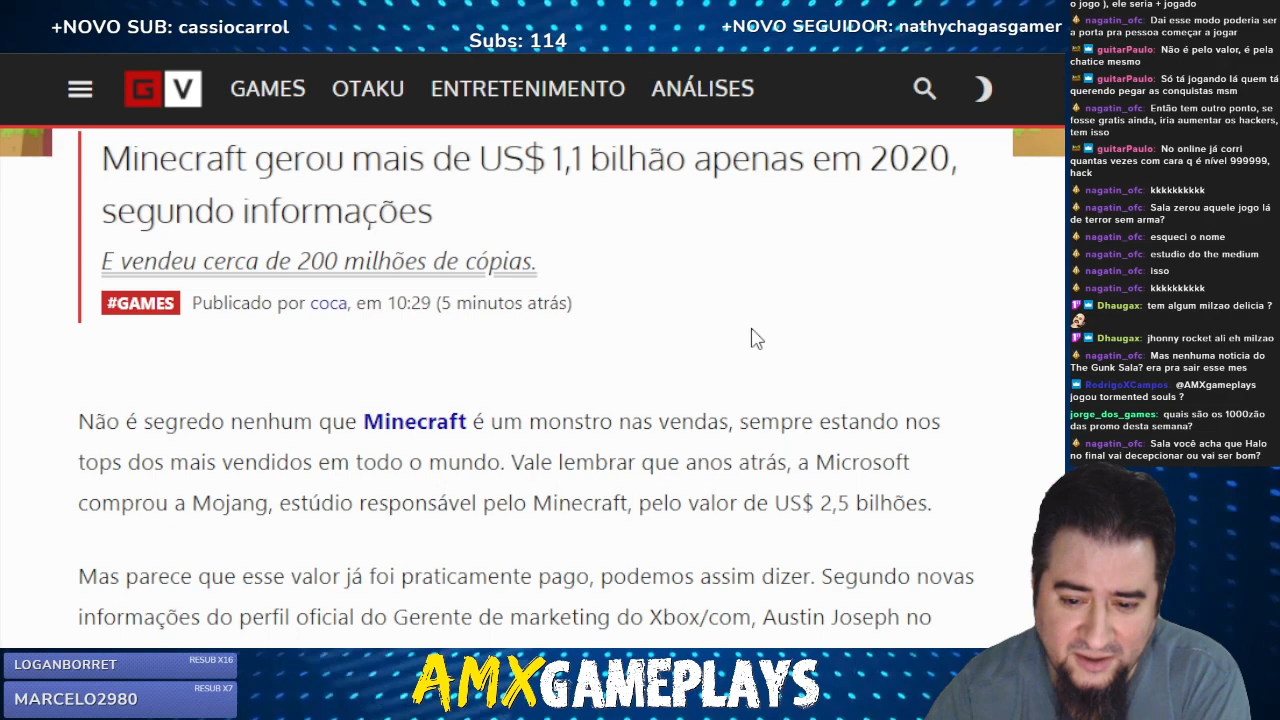 +NOVO SUB: cassiocarrol
Subs: 114
+NOVO SEGUIDOR: nathychagasgamer
G V GAMES OTAKU ENTRETENIMENTO ANÁLISES
Minecraft gerou mais de US$ 1,1 bilhão apenas em 2020,
segundo informações
E vendeu cerca de 200 milhões de cópias.
#GAMES Publicado por coca, em 10:29 (5 minutos atrás)
Não é segredo nenhum que Minecraft é um monstro nas vendas, sempre estando nos
tops dos mais vendidos em todo o mundo. Vale lembrar que anos atrás, a Microsoft
comprou a Mojang, estúdio responsável pelo Minecraft, pelo valor de US$ 2,5 bilhões.
Mas parece que esse valor já foi praticamente pago, podemos assim dizer. Segundo novas
informações do perfil oficial do Gerente de marketing do Xbox/com, Austin Joseph no
o jogo ), ele seria + jogado
nagatin_ofc: Dai esse modo poderia ser
a porta pra pessoa começar a jogar
guitarPaulo: Não é pelo valor, é pela
chatice mesmo
guitarPaulo: Só tá jogando lá quem tá
querendo pegar as conquistas msm
nagatin_ofc: Então tem outro ponto, se
fosse gratis ainda, iria aumentar os hackers,
tem isso
guitarPaulo: No online já corri
quantas vezes com cara q é nível 999999,
hack
nagatin_ofc: kkkkkkkkkk
nagatin_ofc: Sala zerou aquele jogo lá
de terror sem arma?
nagatin_ofc: esqueci o nome
nagatin_ofc: estudio do the medium
nagatin_ofc: isso
nagatin_ofc: kkkkkkkkkk
Dhaugax: tem algum milzao delicia ?
Dhaugax: jhonny rocket ali eh milzao
nagatin_ofc: Mas nenhuma noticia do
The Gunk Sala? era pra sair esse mes
RodrigoXCampos: @AMXgameplays
jogou tormented souls ?
jorge_dos_games: quais são os 1000zão
das promo desta semana?
nagatin_ofc: Sala você acha que Halo
no final vai decepcionar ou vai ser bom?
LOGANBORRET RESUB X16
MARCELO2980 RESUB X7
AMXGAMEPLAYS